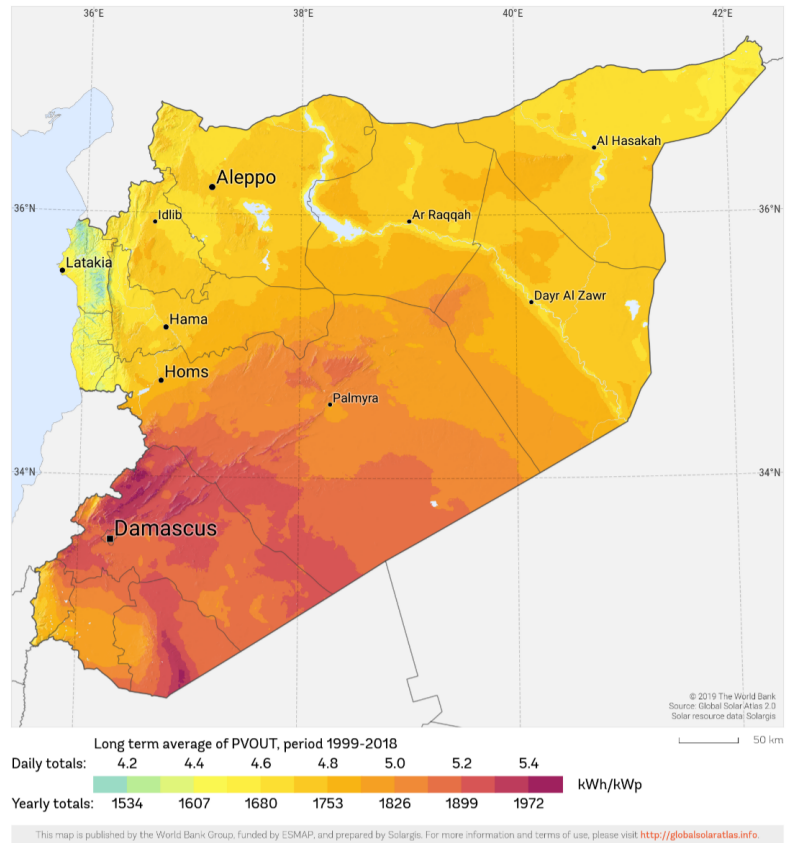 36°E 38°E 40°E 42°E
Al Hasakah
Aleppo
36°N 36°N
Idlib Ar Raqqah
Latakia
Dayr Al Zawr
Hama
Homs
Palmyra
34°N 34°N
Damascus
© 2019 The World Bank
Source: Global Solar Atlas 2.0
Solar resource data: Solargis
50 km
Long term average of PVOUT, period 1999-2018
Daily totals: 4.2 4.4 4.6 4.8 5.0 5.2 5.4
kWh/kWp
Yearly totals: 1534 1607 1680 1753 1826 1899 1972
This map is published by the World Bank Group, funded by ESMAP, and prepared by Solargis. For more information and terms of use, please visit http://globalsolaratlas.info.